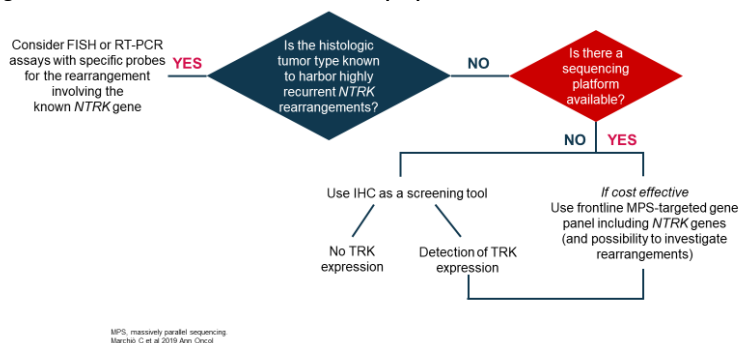 Consider FISH or RT-PCR
assays with specific probes
for the rearrangement
involving the
known NTRK gene
YES
Is the histologic
tumor type known
to harbor highly
recurrent NTRK
rearrangements?
NO
Is there a
sequencing
platform
available?
NO YES
Use IHC as a screening tool
If cost effective
Use frontline MPS-targeted gene
panel including NTRK genes
(and possibility to investigate
rearrangements)
No TRK
expression
Detection of TRK
expression
MPS, massively parallel sequencing.
Marchiò C et al 2019 Ann Oncol